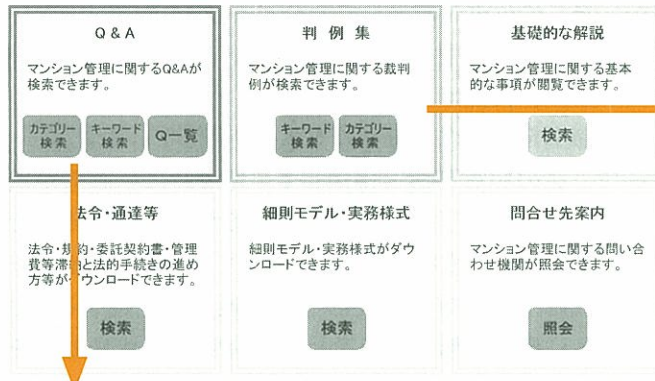 Q & A
マンション管理に関するQ&Aが
検索できます。
カテゴリー
検索
キーワード
検索
Q一覧
判 例 集
マンション管理に関する裁判
例が検索できます。
キーワード
検索
カテゴリー
検索
基礎的な解説
マンション管理に関する基本
的な事項が閲覧できます。
検索
法令・通達等
法令・規約・委託契約書・管理
費等滞納と法的手続きの進め
方等がダウンロードできます。
検索
細則モデル・実務様式
細則モデル・実務様式がダウ
ンロードできます。
検索
問合せ先案内
マンション管理に関する問い合
わせ機関が照会できます。
照会